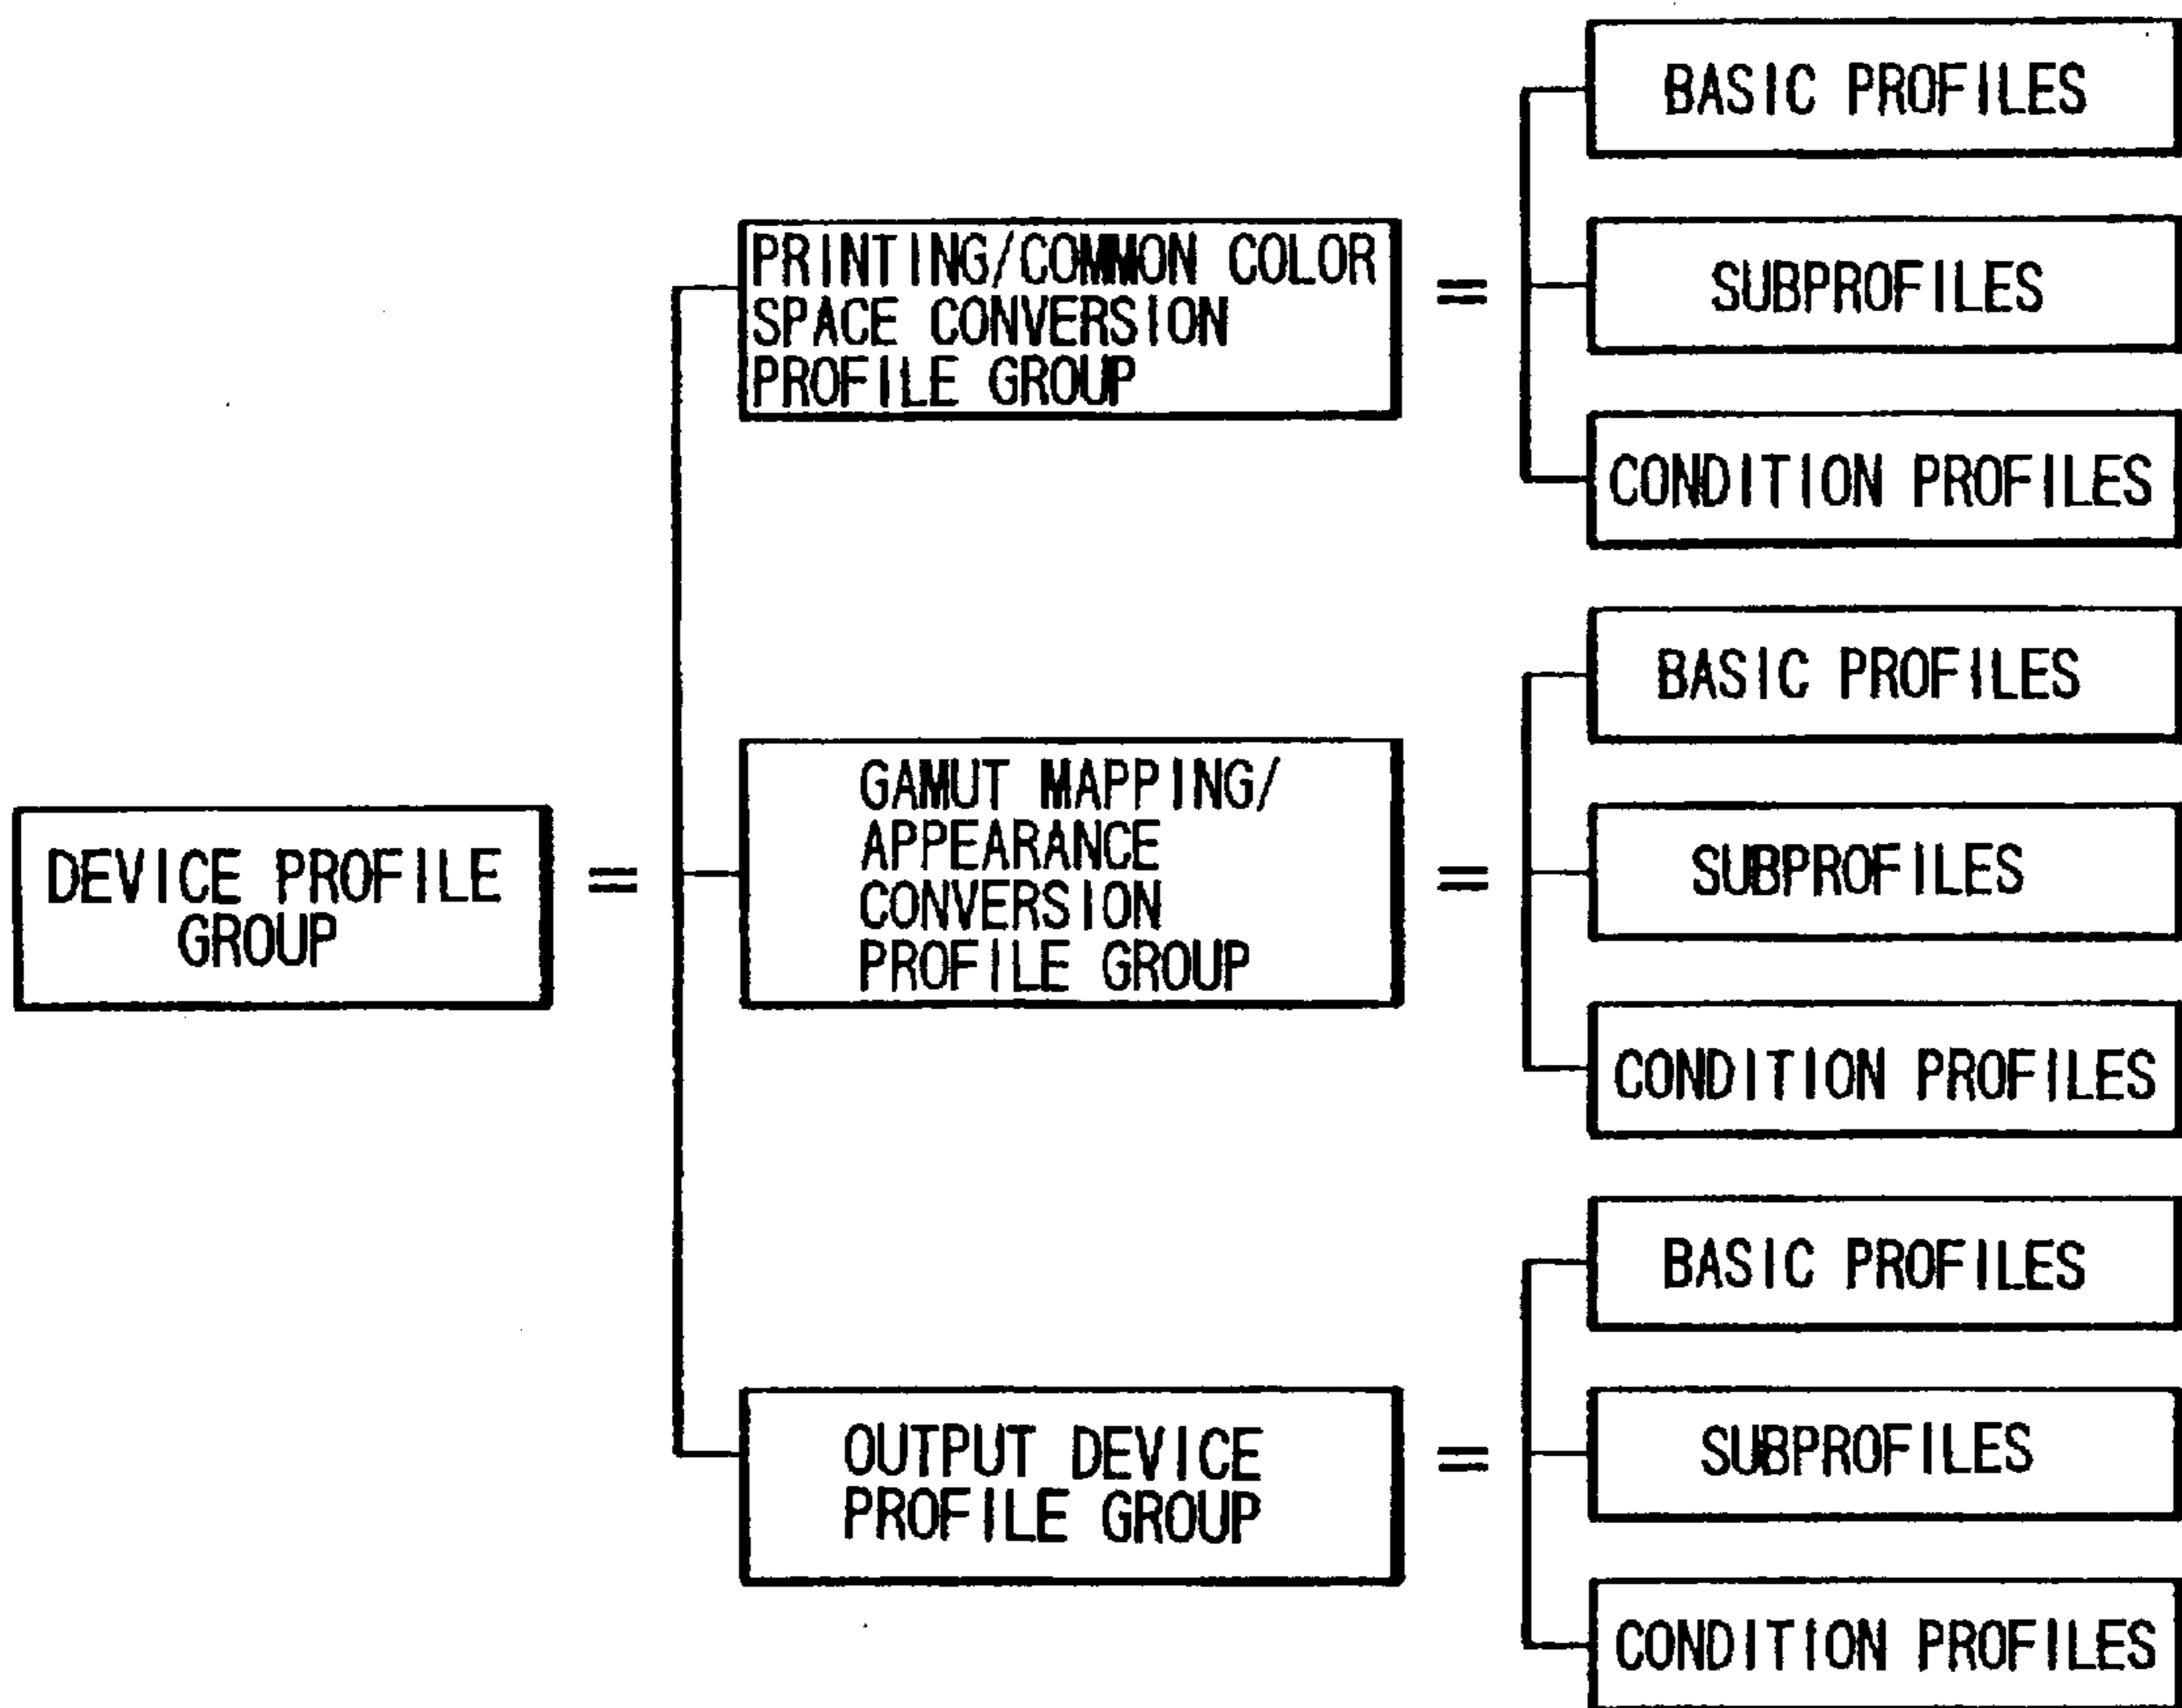 DEVICE PROFILE
GROUP
=
PRINTING/COMMON COLOR
SPACE CONVERSION
PROFILE GROUP
=
BASIC PROFILES
SUBPROFILES
CONDITION PROFILES
GAMUT MAPPING/
APPEARANCE
CONVERSION
PROFILE GROUP
=
BASIC PROFILES
SUBPROFILES
CONDITION PROFILES
OUTPUT DEVICE
PROFILE GROUP
=
BASIC PROFILES
SUBPROFILES
CONDITION PROFILES